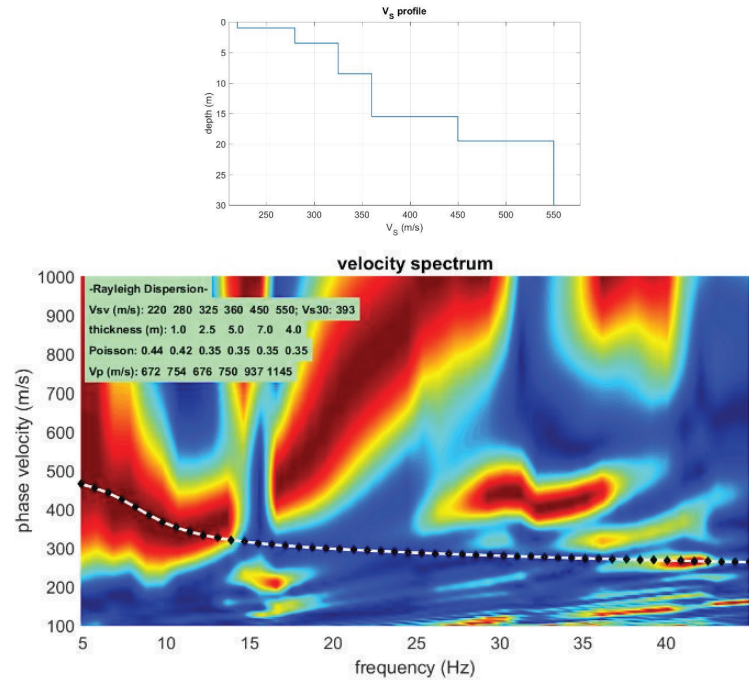 V_S profile
0
5
10
15
20
25
30
depth (m)
250 300 350 400 450 500 550
V_S (m/s)
velocity spectrum
1000
900
800
700
600
500
400
300
200
100
phase velocity (m/s)
-Rayleigh Dispersion-
Vsv (m/s): 220 280 325 360 450 550; Vs30: 393
thickness (m): 1.0 2.5 5.0 7.0 4.0
Poisson: 0.44 0.42 0.35 0.35 0.35 0.35
Vp (m/s): 672 754 676 750 937 1145
5 10 15 20 25 30 35 40
frequency (Hz)